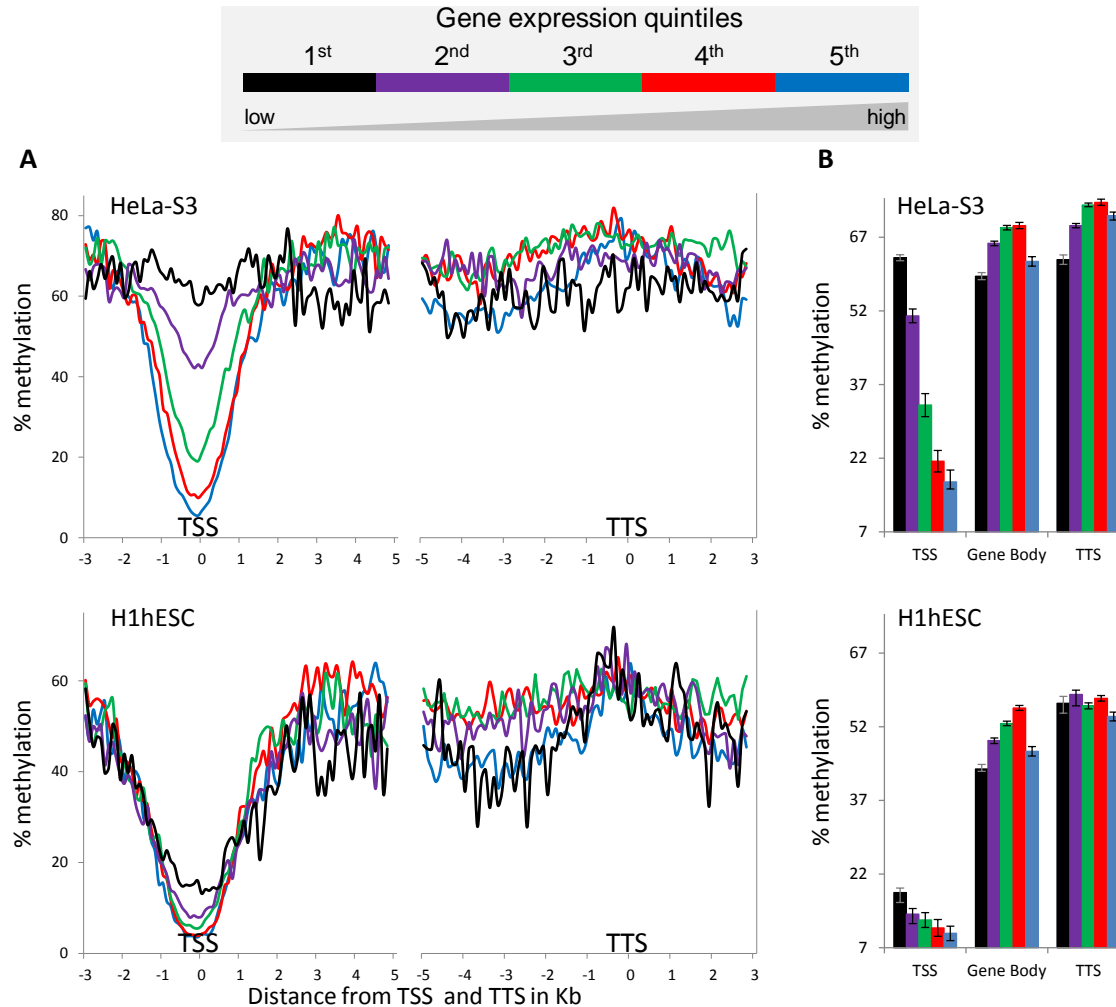 Gene expression quintiles
1st 2nd 3rd 4th 5th
low high
A B
HeLa-S3
% methylation
80
60
40
20
0
TSS TTS
-3 -2 -1 0 1 2 3 4 5 -5 -4 -3 -2 -1 0 1 2 3
HeLa-S3
% methylation
67
52
37
22
7
TSS Gene Body TTS
H1hESC
% methylation
60
40
20
0
TSS TTS
-3 -2 -1 0 1 2 3 4 5 -5 -4 -3 -2 -1 0 1 2 3
Distance from TSS and TTS in Kb
H1hESC
% methylation
67
52
37
22
7
TSS Gene Body TTS